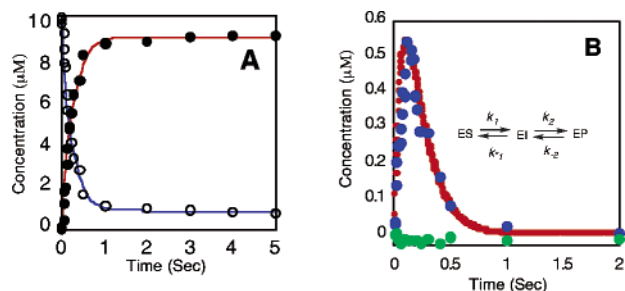 10
8
6
4
2
0
Concentration (μM)
A
0 1 2 3 4 5
Time (Sec)
0.6
0.5
0.4
0.3
0.2
0.1
0
-0.1
Concentration (μM)
B
k1 k2
ES EI EP
k-1 k-2
0 0.5 1 1.5 2
Time (Sec)